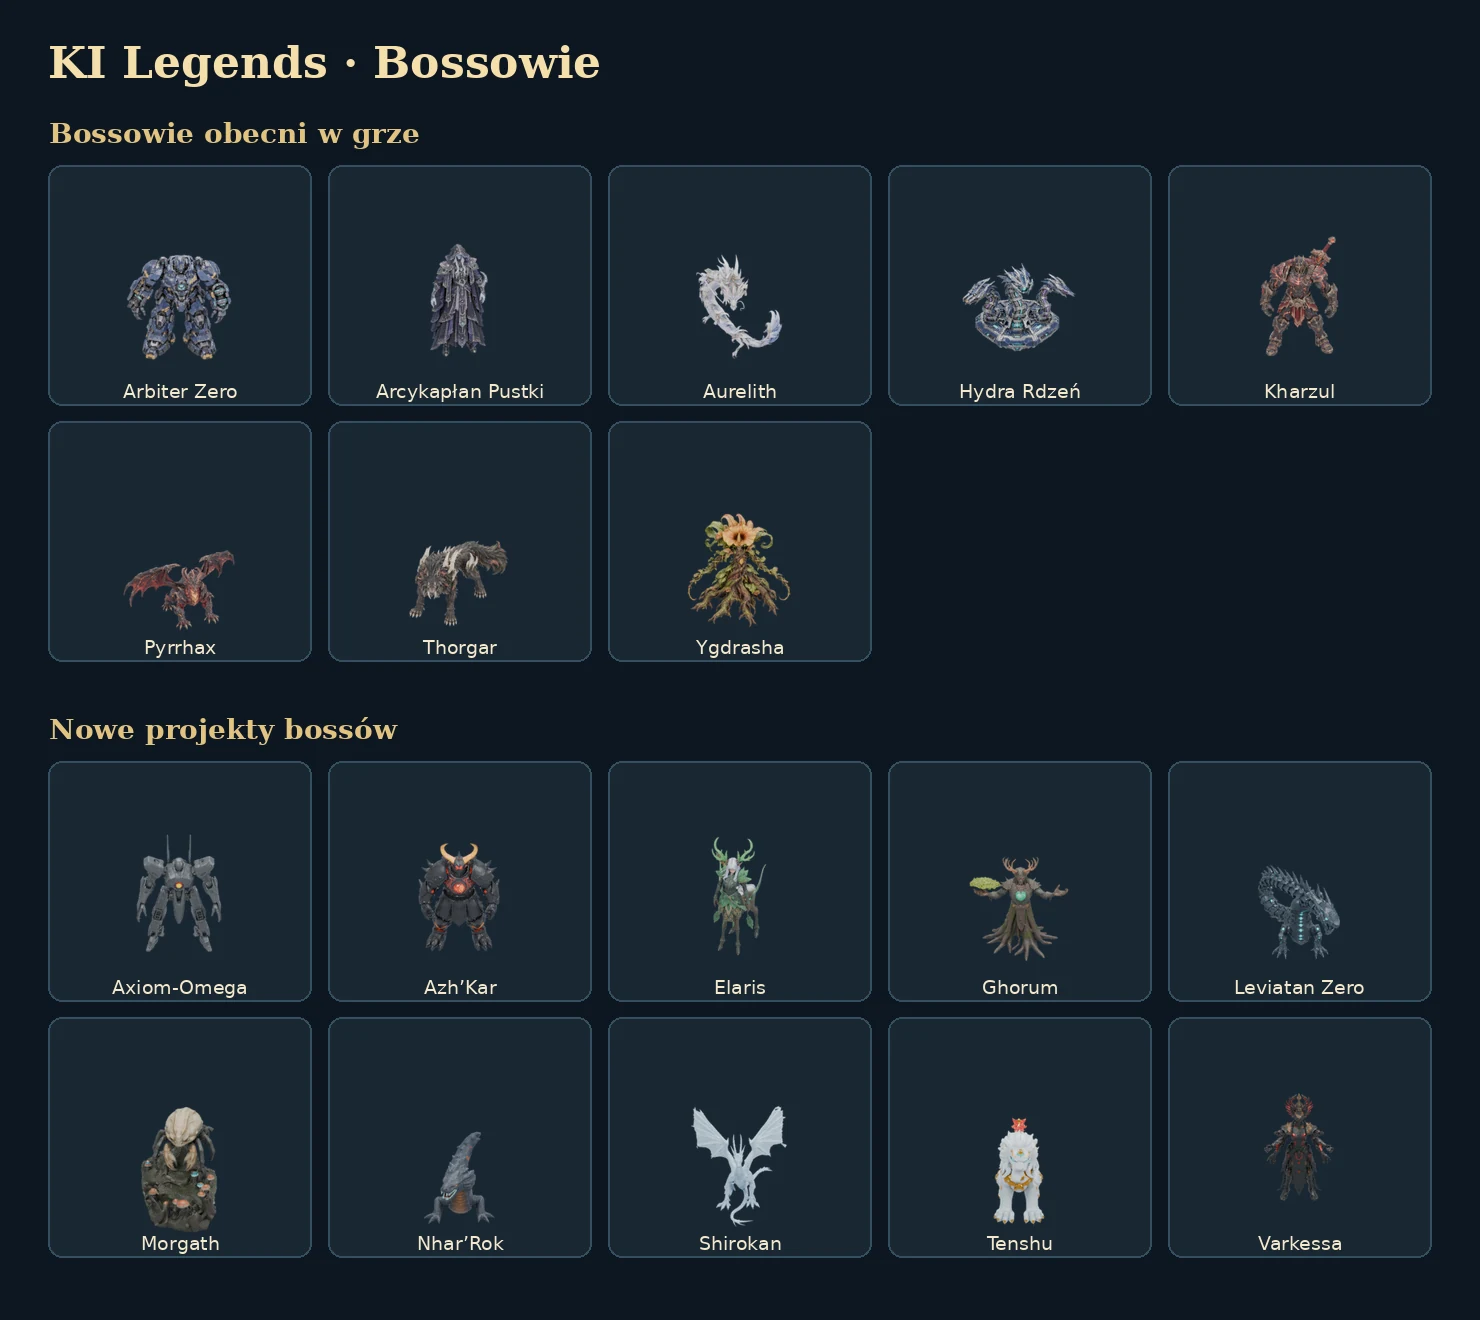 KI Legends · Bossowie
Bossowie obecni w grze
Arbiter Zero
Arcykapłan Pustki
Aurelith
Hydra Rdzeń
Kharzul
Pyrrhax
Thorgar
Ygdrasha
Nowe projekty bossów
Axiom-Omega
Azh’Kar
Elaris
Ghorum
Leviatan Zero
Morgath
Nhar’Rok
Shirokan
Tenshu
Varkessa